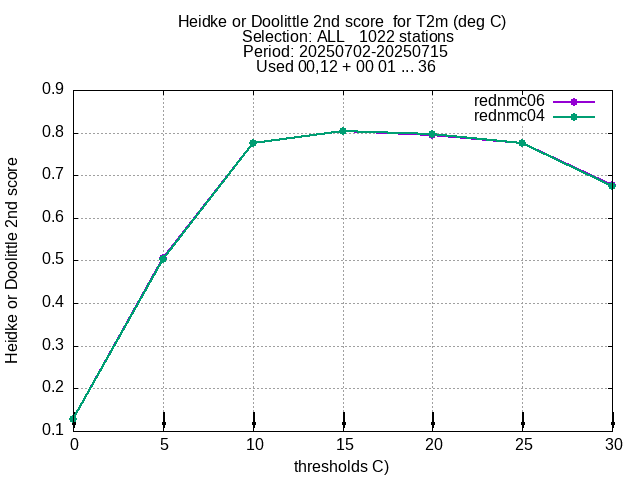 Heidke or Doolittle 2nd score  for T2m (deg C)
Selection: ALL   1022 stations
Period: 20250702-20250715
Used 00,12 + 00 01 ... 36
rednmc06
rednmc04
Heidke or Doolittle 2nd score
0.9
0.8
0.7
0.6
0.5
0.4
0.3
0.2
0.1
0 5 10 15 20 25 30
thresholds C)